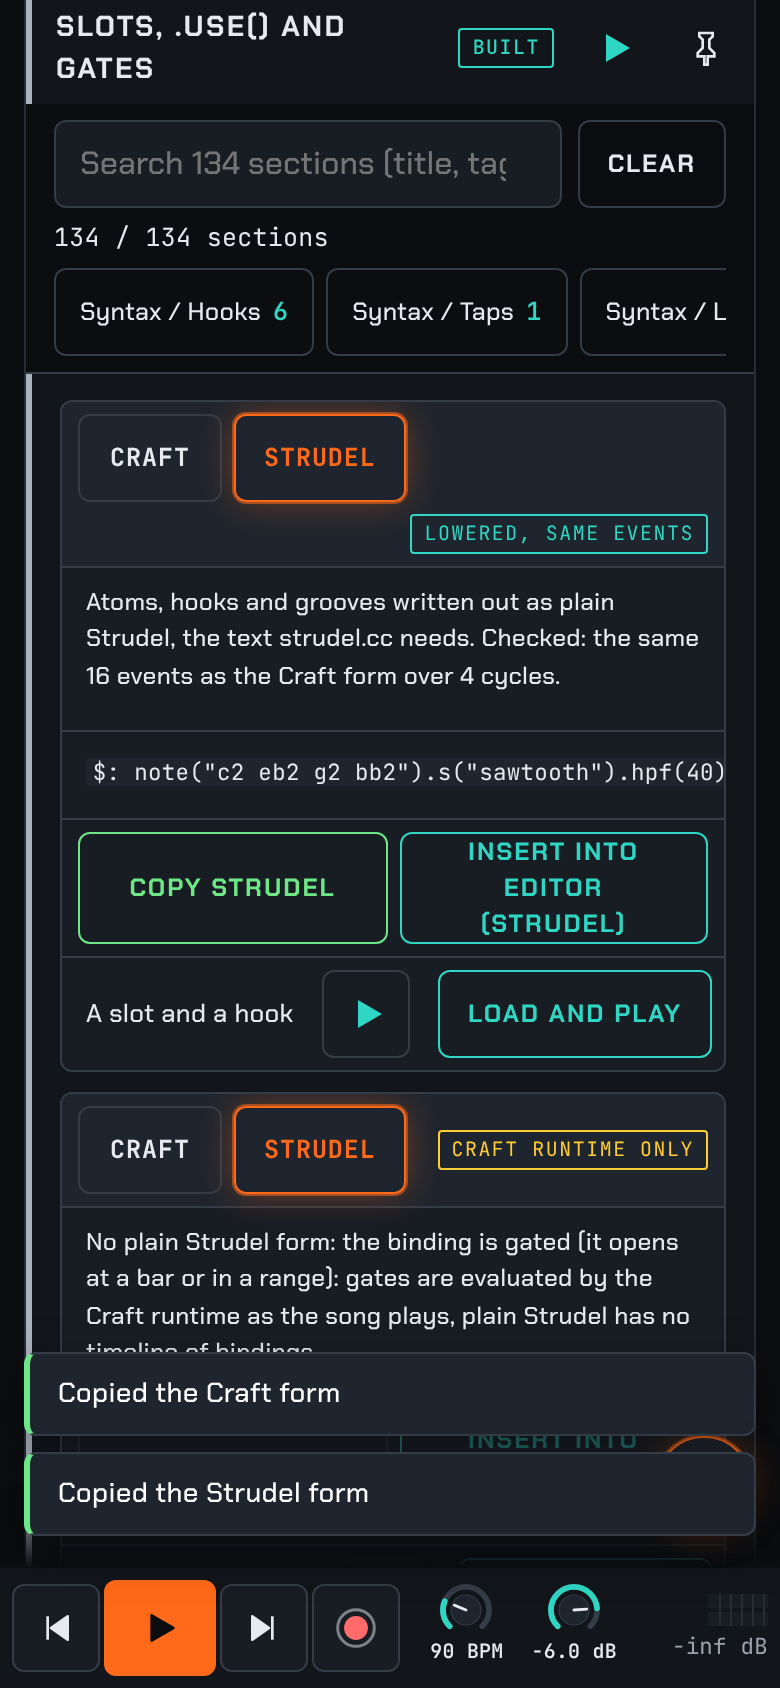 SLOTS, .USE() AND
GATES
BUILT
Search 134 sections (title, tag
CLEAR
134 / 134 sections
Syntax / Hooks 6
Syntax / Taps 1
Syntax / L
CRAFT
STRUDEL
LOWERED, SAME EVENTS
Atoms, hooks and grooves written out as plain
Strudel, the text strudel.cc needs. Checked: the same
16 events as the Craft form over 4 cycles.
$: note("c2 eb2 g2 bb2").s("sawtooth").hpf(40)
COPY STRUDEL
INSERT INTO
EDITOR
(STRUDEL)
A slot and a hook
LOAD AND PLAY
CRAFT
STRUDEL
CRAFT RUNTIME ONLY
No plain Strudel form: the binding is gated (it opens
at a bar or in a range): gates are evaluated by the
Craft runtime as the song plays, plain Strudel has no
timeline of bindings.
Copied the Craft form
INSERT INTO
Copied the Strudel form
90 BPM
-6.0 dB
-inf dB